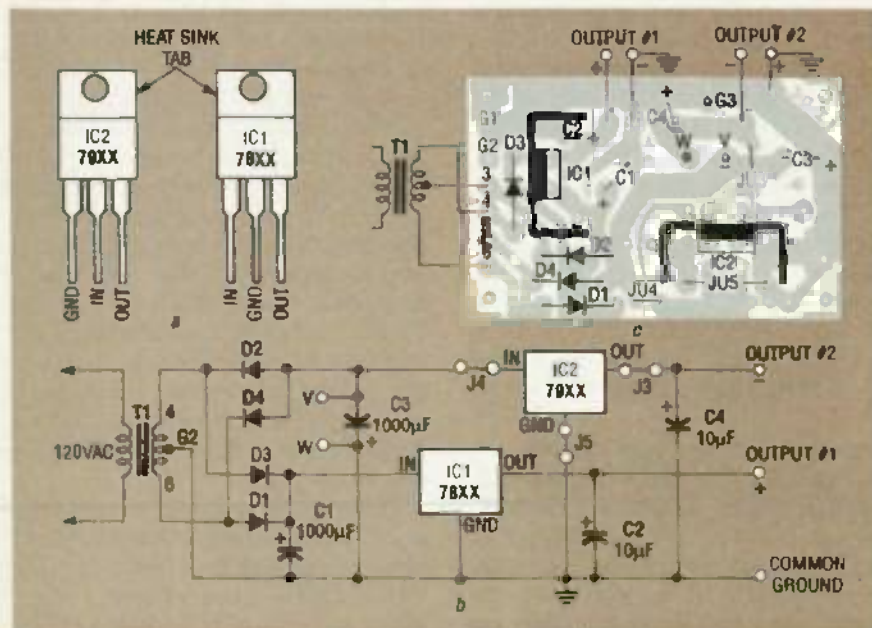 HEAT SINK
TAB
IC2
79XX
IC1
78XX
GND
IN
OUT
IN
GND
OUT
a
OUTPUT #1
OUTPUT #2
+
-
-
+
G1
G2
D3
T1
3
4
C2
IC1
C1
+
C4
W
G3
V
C3
+
D2
D4
D1
JU4
IC2
JU5
c
120VAC
T1
4
G2
6
D2
D4
D3
D1
V
W
C3
1000µF
+
C1
1000µF
+
J4
IN
IC2
79XX
OUT
J3
GND
J5
IN
IC1
78XX
OUT
GND
C4
10µF
+
C2
10µF
+
OUTPUT #2
-
OUTPUT #1
+
COMMON
GROUND
b